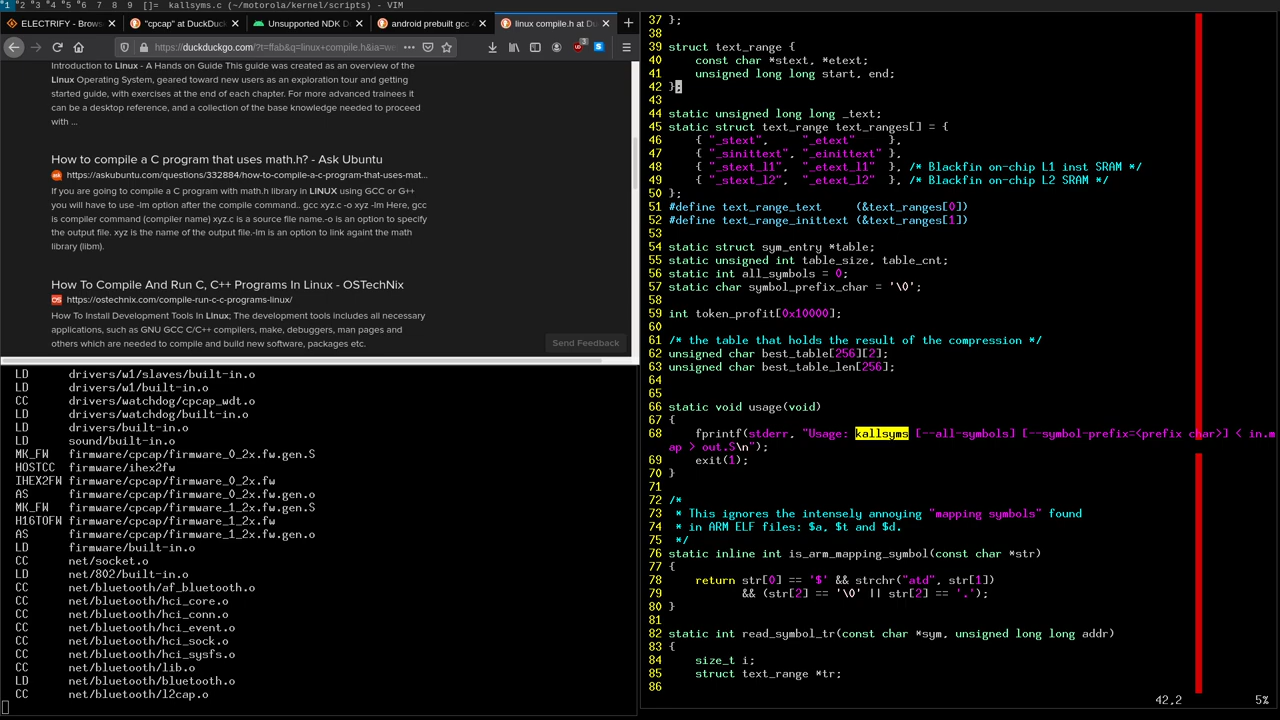 1 2 3 4 5 6 7 8 9 []= kallsyms.c (~/motorola/kernel/scripts) - VIM
ELECTRIFY - Browser
"cpcap" at DuckDuck
Unsupported NDK D
android prebuilt gcc
linux compile.h at Du
https://duckduckgo.com/?t=ffab&q=linux+compile.h&ia=we
3
Introduction to Linux - A Hands on Guide This guide was created as an overview of the
Linux Operating System, geared toward new users as an exploration tour and getting
started guide, with exercises at the end of each chapter. For more advanced trainees it
can be a desktop reference, and a collection of the base knowledge needed to proceed
with ...
How to compile a C program that uses math.h? - Ask Ubuntu
https://askubuntu.com/questions/332884/how-to-compile-a-c-program-that-uses-mat...
If you are going to compile a C program with math.h library in LINUX using GCC or G++
you will have to use -lm option after the compile command.. gcc xyz.c -o xyz -lm Here, gcc
is compiler command (compiler name) xyz.c is a source file name.-o is an option to specify
the output file. xyz is the name of the output file.-lm is an option to link againt the math
library (libm).
How To Compile And Run C, C++ Programs In Linux - OSTechNix
https://ostechnix.com/compile-run-c-c-programs-linux/
How To Install Development Tools In Linux; The development tools includes all necessary
applications, such as GNU GCC C/C++ compilers, make, debuggers, man pages and
others which are needed to compile and build new software, packages etc.
Send Feedback
LD drivers/w1/slaves/built-in.o
LD drivers/w1/built-in.o
CC drivers/watchdog/cpcap_wdt.o
LD drivers/watchdog/built-in.o
LD drivers/built-in.o
LD sound/built-in.o
MK_FW firmware/cpcap/firmware_0_2x.fw.gen.S
HOSTCC firmware/ihex2fw
IHEX2FW firmware/cpcap/firmware_0_2x.fw
AS firmware/cpcap/firmware_0_2x.fw.gen.o
MK_FW firmware/cpcap/firmware_1_2x.fw.gen.S
H16TOFW firmware/cpcap/firmware_1_2x.fw
AS firmware/cpcap/firmware_1_2x.fw.gen.o
LD firmware/built-in.o
CC net/socket.o
LD net/802/built-in.o
CC net/bluetooth/af_bluetooth.o
CC net/bluetooth/hci_core.o
CC net/bluetooth/hci_conn.o
CC net/bluetooth/hci_event.o
CC net/bluetooth/hci_sock.o
CC net/bluetooth/hci_sysfs.o
CC net/bluetooth/lib.o
LD net/bluetooth/bluetooth.o
CC net/bluetooth/l2cap.o
37 };
38
39 struct text_range {
40 const char *stext, *etext;
41 unsigned long long start, end;
42 };
43
44 static unsigned long long _text;
45 static struct text_range text_ranges[] = {
46 { "_stext", "_etext" },
47 { "_sinittext", "_einittext" },
48 { "_stext_l1", "_etext_l1" }, /* Blackfin on-chip L1 inst SRAM */
49 { "_stext_l2", "_etext_l2" }, /* Blackfin on-chip L2 SRAM */
50 };
51 #define text_range_text (&text_ranges[0])
52 #define text_range_inittext (&text_ranges[1])
53
54 static struct sym_entry *table;
55 static unsigned int table_size, table_cnt;
56 static int all_symbols = 0;
57 static char symbol_prefix_char = '\0';
58
59 int token_profit[0x10000];
60
61 /* the table that holds the result of the compression */
62 unsigned char best_table[256][2];
63 unsigned char best_table_len[256];
64
65
66 static void usage(void)
67 {
68 fprintf(stderr, "Usage: kallsyms [--all-symbols] [--symbol-prefix=<prefix char>] < in.m
ap > out.S\n");
69 exit(1);
70 }
71
72 /*
73 * This ignores the intensely annoying "mapping symbols" found
74 * in ARM ELF files: $a, $t and $d.
75 */
76 static inline int is_arm_mapping_symbol(const char *str)
77 {
78 return str[0] == '$' && strchr("atd", str[1])
79 && (str[2] == '\0' || str[2] == '.');
80 }
81
82 static int read_symbol_tr(const char *sym, unsigned long long addr)
83 {
84 size_t i;
85 struct text_range *tr;
86
42,2 5%